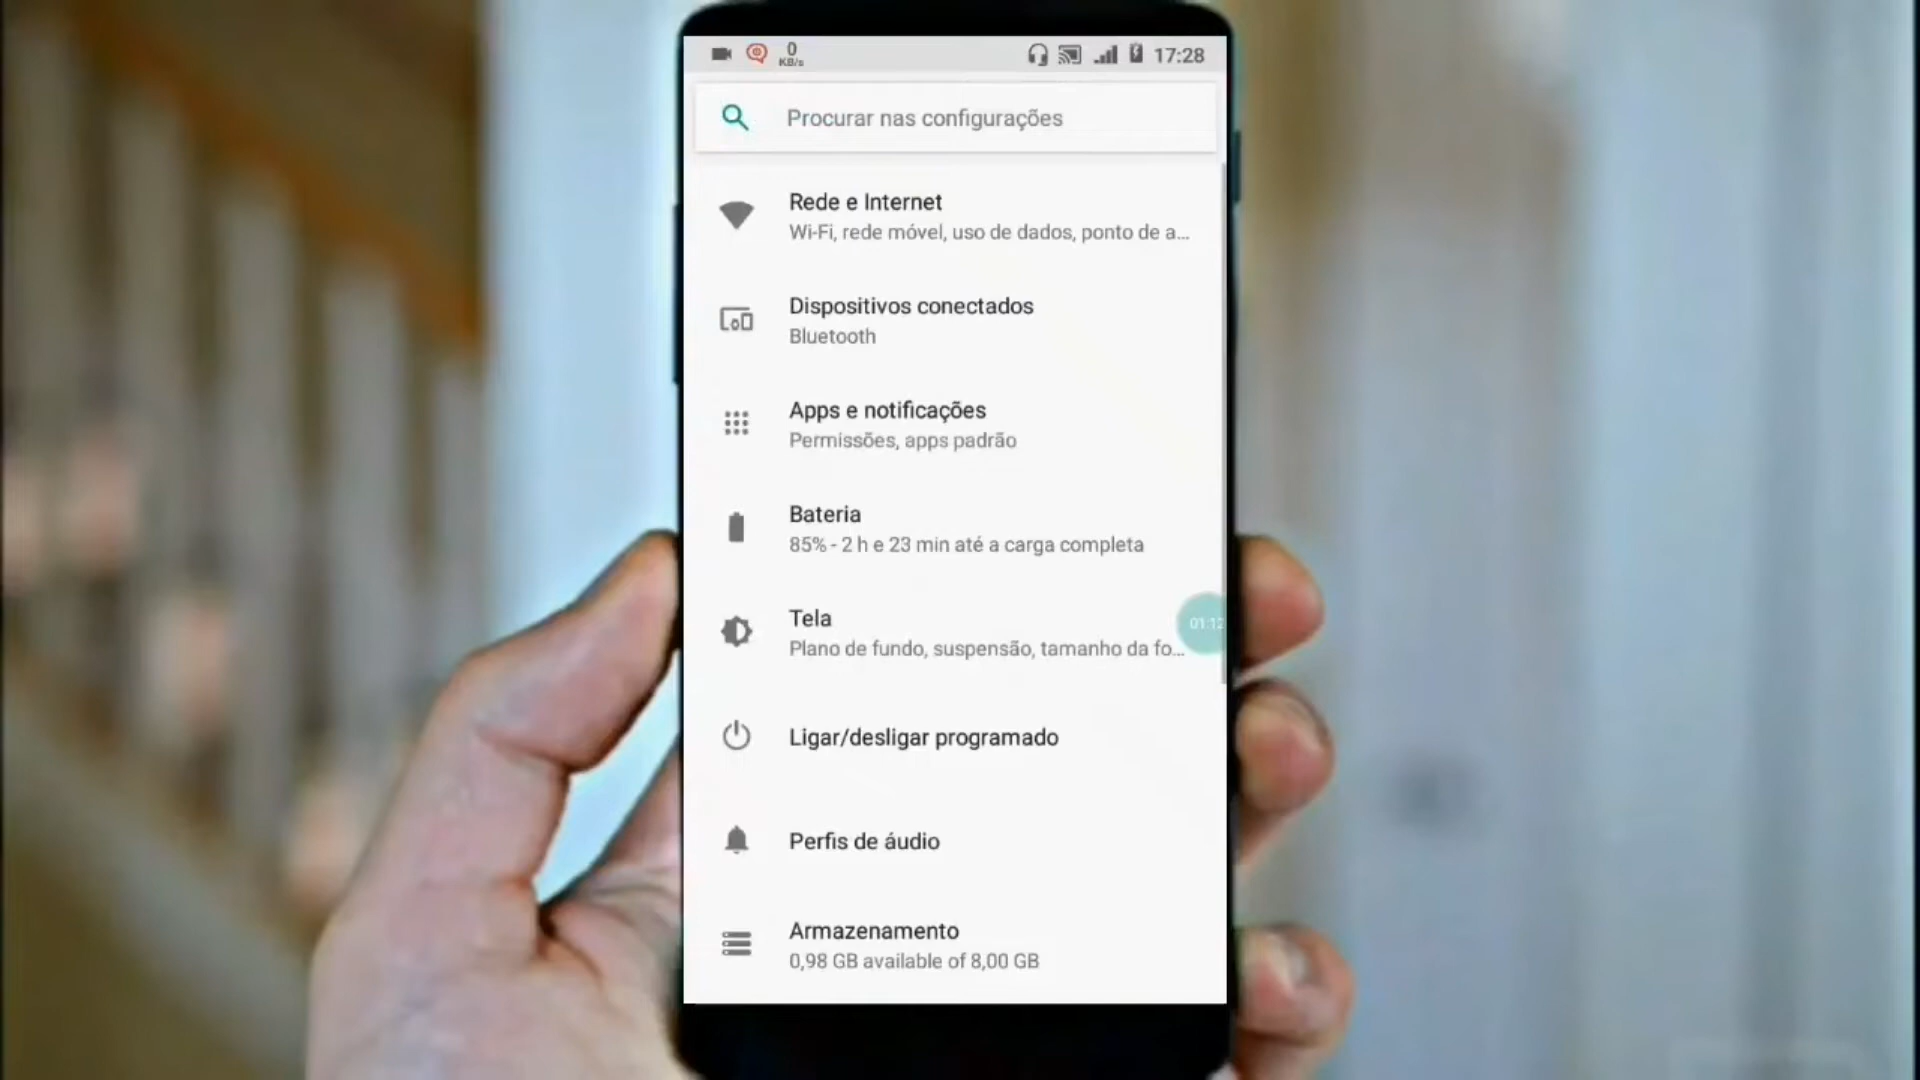 0
KB/s
17:28
Procurar nas configurações
Rede e Internet
Wi-Fi, rede móvel, uso de dados, ponto de a...
Dispositivos conectados
Bluetooth
Apps e notificações
Permissões, apps padrão
Bateria
85% - 2 h e 23 min até a carga completa
Tela
01:12
Plano de fundo, suspensão, tamanho da fo...
Ligar/desligar programado
Perfis de áudio
Armazenamento
0,98 GB available of 8,00 GB